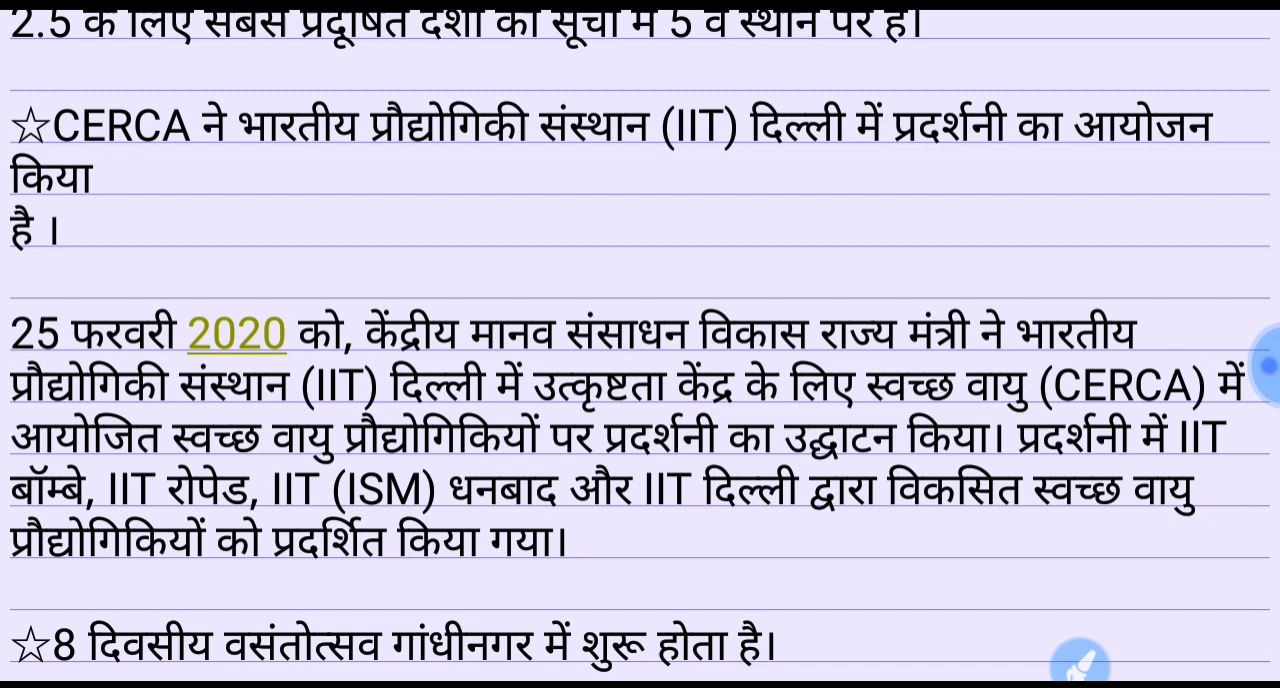 2.5 के लिए सबसे प्रदूषित देशों की सूची में 5 वें स्थान पर है।
☆CERCA ने भारतीय प्रौद्योगिकी संस्थान (IIT) दिल्ली में प्रदर्शनी का आयोजन
किया
है ।
25 फरवरी 2020 को, केंद्रीय मानव संसाधन विकास राज्य मंत्री ने भारतीय
प्रौद्योगिकी संस्थान (IIT) दिल्ली में उत्कृष्टता केंद्र के लिए स्वच्छ वायु (CERCA) में
आयोजित स्वच्छ वायु प्रौद्योगिकियों पर प्रदर्शनी का उद्घाटन किया। प्रदर्शनी में IIT
बॉम्बे, IIT रोपेड, IIT (ISM) धनबाद और IIT दिल्ली द्वारा विकसित स्वच्छ वायु
प्रौद्योगिकियों को प्रदर्शित किया गया।
☆8 दिवसीय वसंतोत्सव गांधीनगर में शुरू होता है।